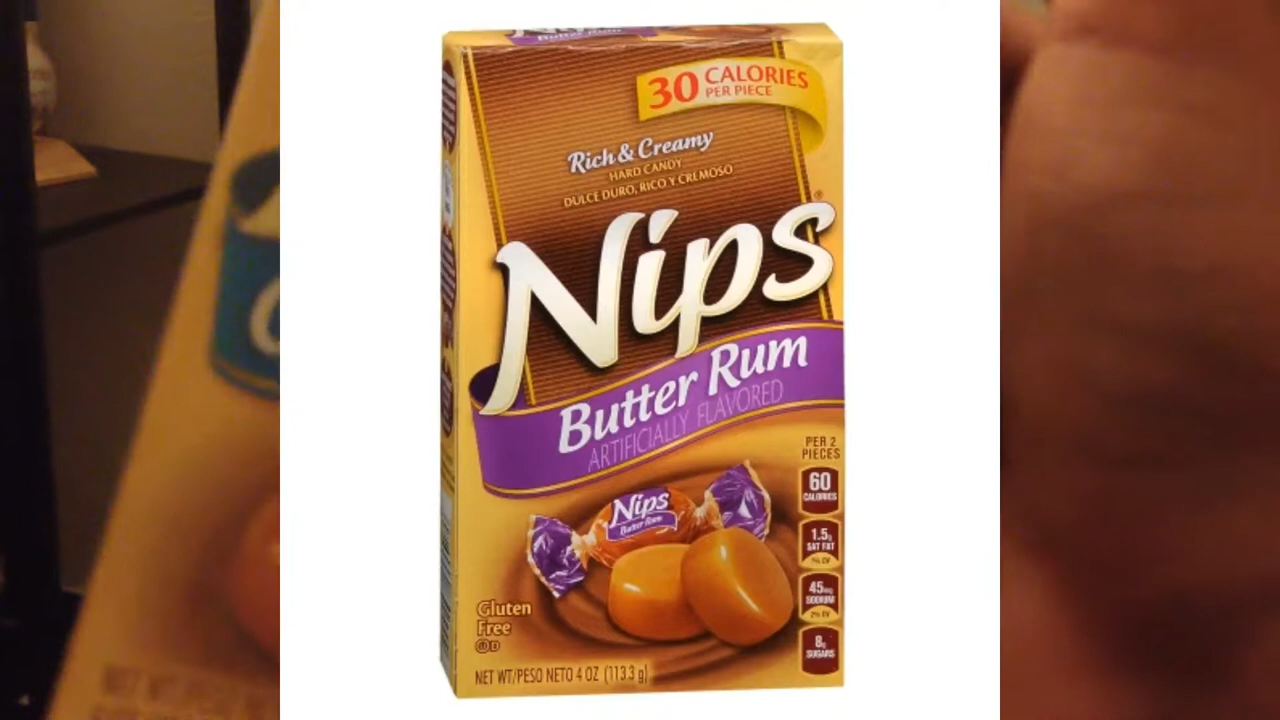 30 CALORIES
PER PIECE
Rich & Creamy
HARD CANDY
DULCE DURO, RICO Y CREMOSO
Nips®
Butter Rum
ARTIFICIALLY FLAVORED
PER 2
PIECES
60
CALORIES
1.5g
SAT FAT
7% DV
45mg
SODIUM
2% DV
8g
SUGARS
Nips
Butter Rum
Gluten
Free
NET WT/PESO NETO 4 OZ (113.3 g)